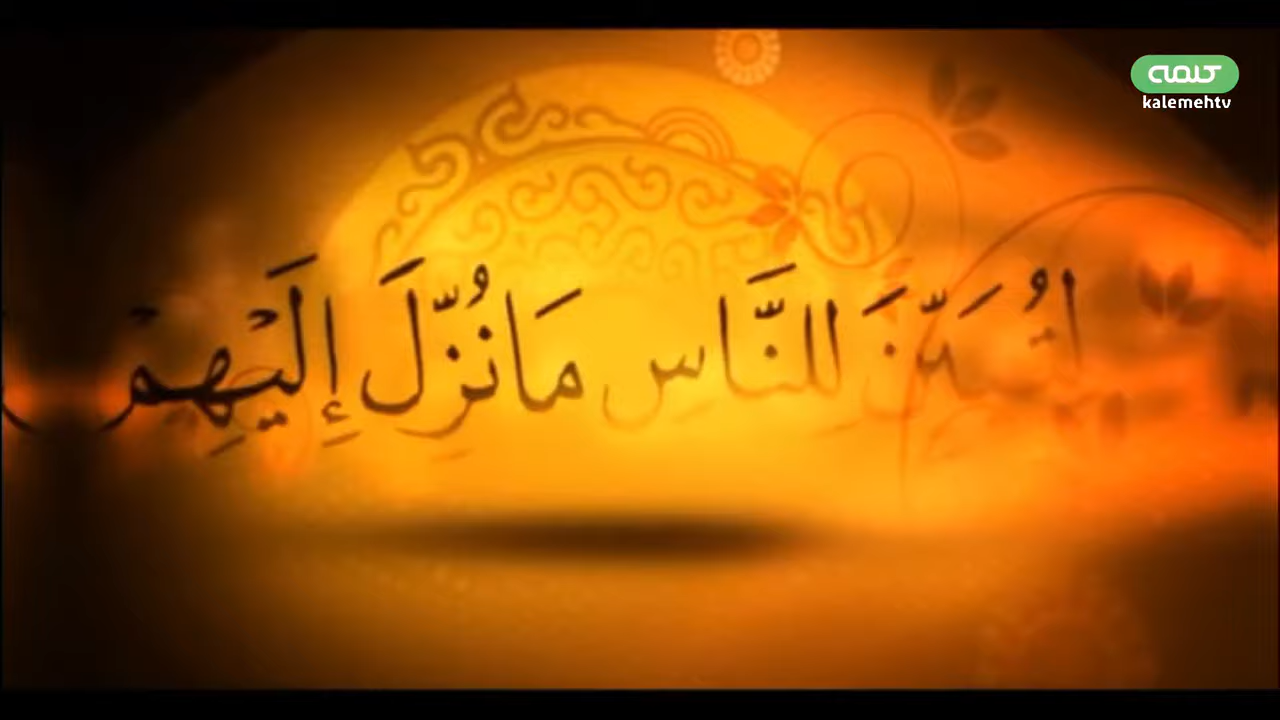 کلمه
kalemehtv
لِتُبَيِّنَ لِلنَّاسِ مَا نُزِّلَ إِلَيْهِمْ